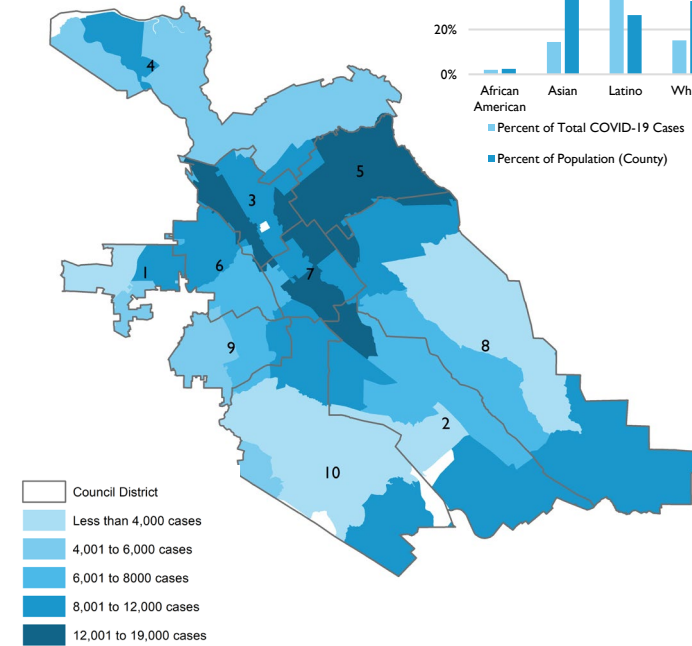 20%
0%
African
American
Asian
Latino
Percent of Total COVID-19 Cases
Percent of Population (County)
4
5
3
1
6
7
9
8
2
10
Council District
Less than 4,000 cases
4,001 to 6,000 cases
6,001 to 8000 cases
8,001 to 12,000 cases
12,001 to 19,000 cases